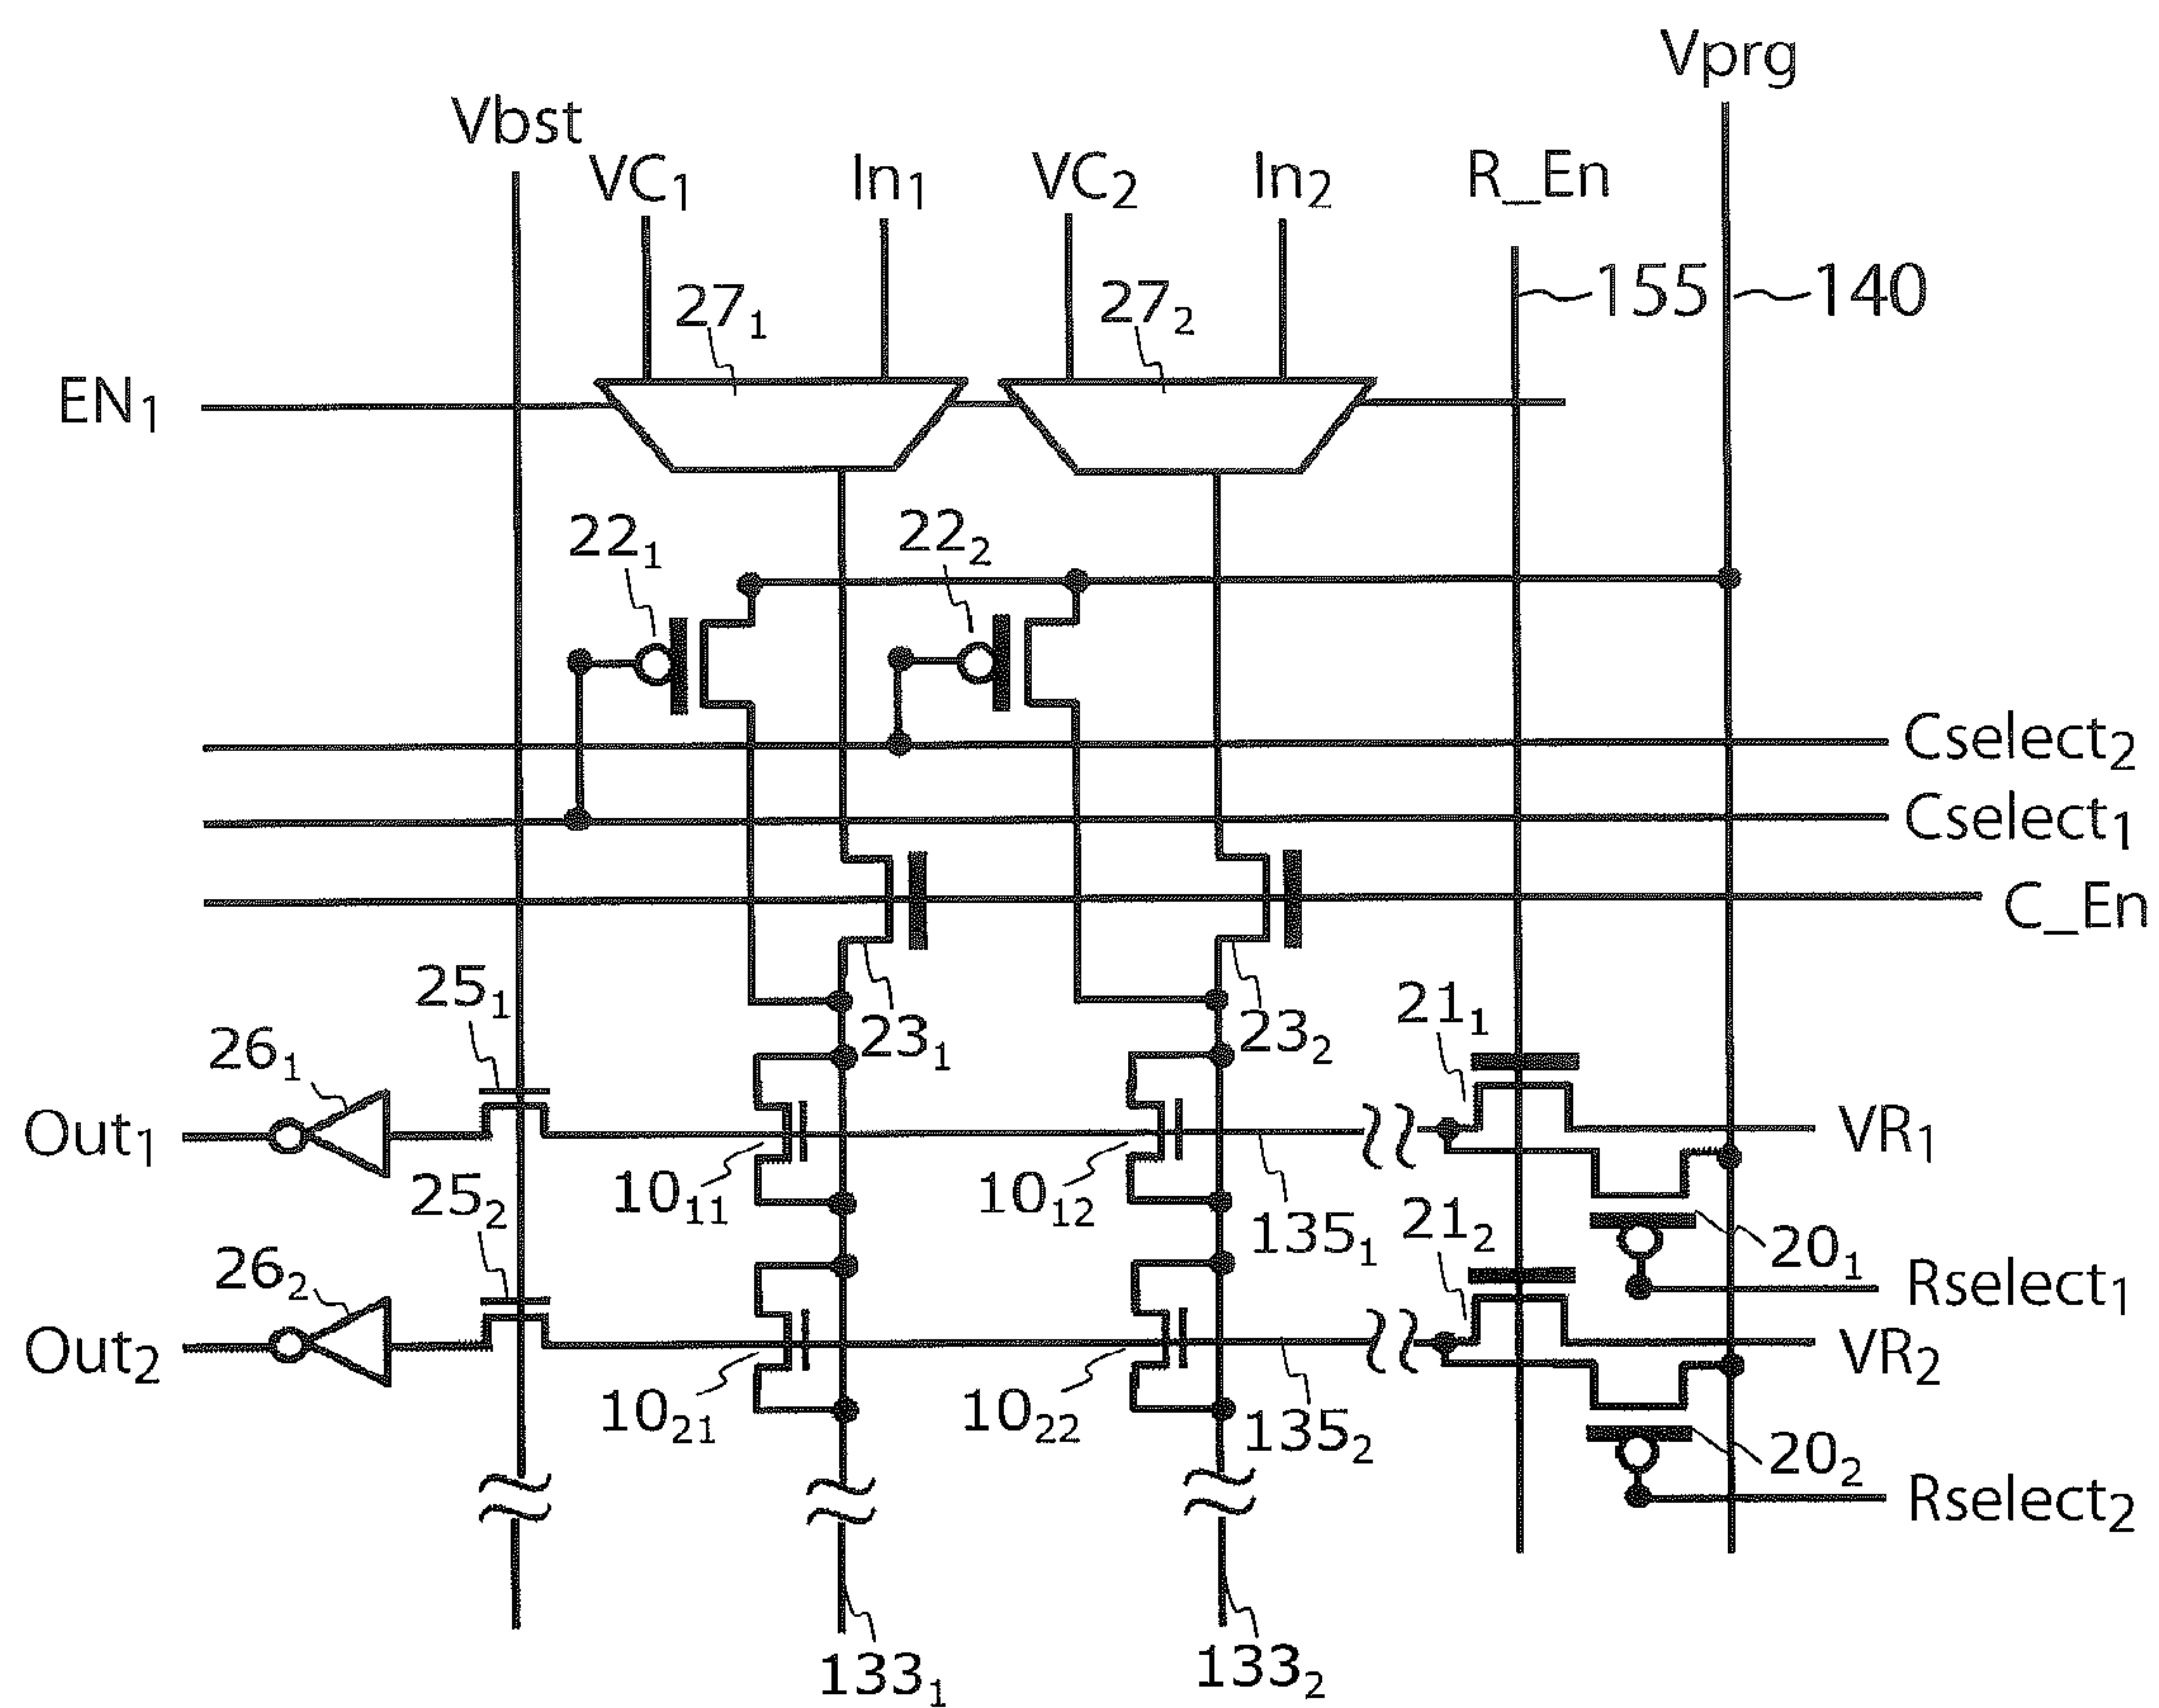 Vprg
Vbst
VC1
In1
VC2
In2
R_En
155
140
271
272
EN1
221
222
Cselect2
Cselect1
C_En
251
231
232
211
261
Out1
VR1
1011
1012
1351
201
252
212
Rselect1
262
Out2
VR2
1021
1022
1352
202
Rselect2
1331
1332